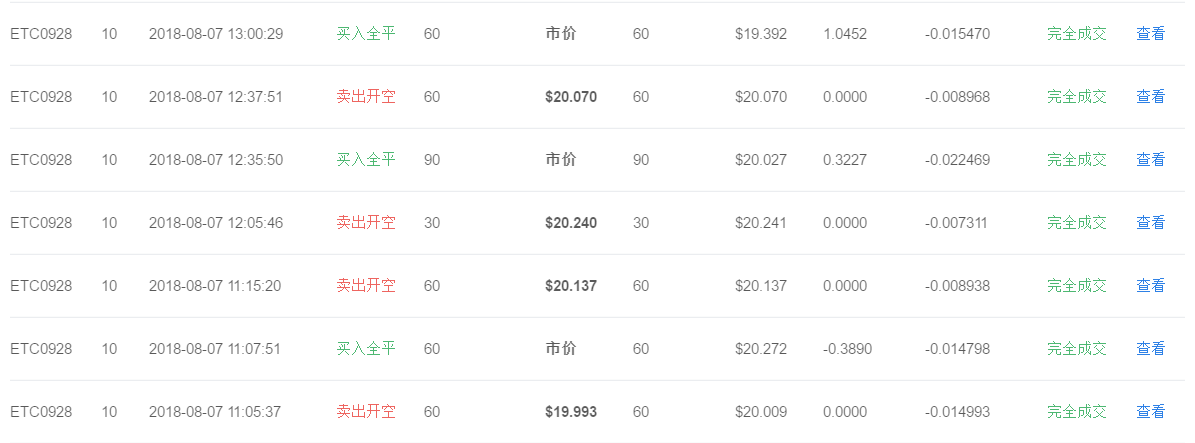 ETC0928 10 2018-08-07 13:00:29 买入全平 60 市价 60 $19.392 1.0452 -0.015470 完全成交 查看
ETC0928 10 2018-08-07 12:37:51 卖出开空 60 $20.070 60 $20.070 0.0000 -0.008968 完全成交 查看
ETC0928 10 2018-08-07 12:35:50 买入全平 90 市价 90 $20.027 0.3227 -0.022469 完全成交 查看
ETC0928 10 2018-08-07 12:05:46 卖出开空 30 $20.240 30 $20.241 0.0000 -0.007311 完全成交 查看
ETC0928 10 2018-08-07 11:15:20 卖出开空 60 $20.137 60 $20.137 0.0000 -0.008938 完全成交 查看
ETC0928 10 2018-08-07 11:07:51 买入全平 60 市价 60 $20.272 -0.3890 -0.014798 完全成交 查看
ETC0928 10 2018-08-07 11:05:37 卖出开空 60 $19.993 60 $20.009 0.0000 -0.014993 完全成交 查看